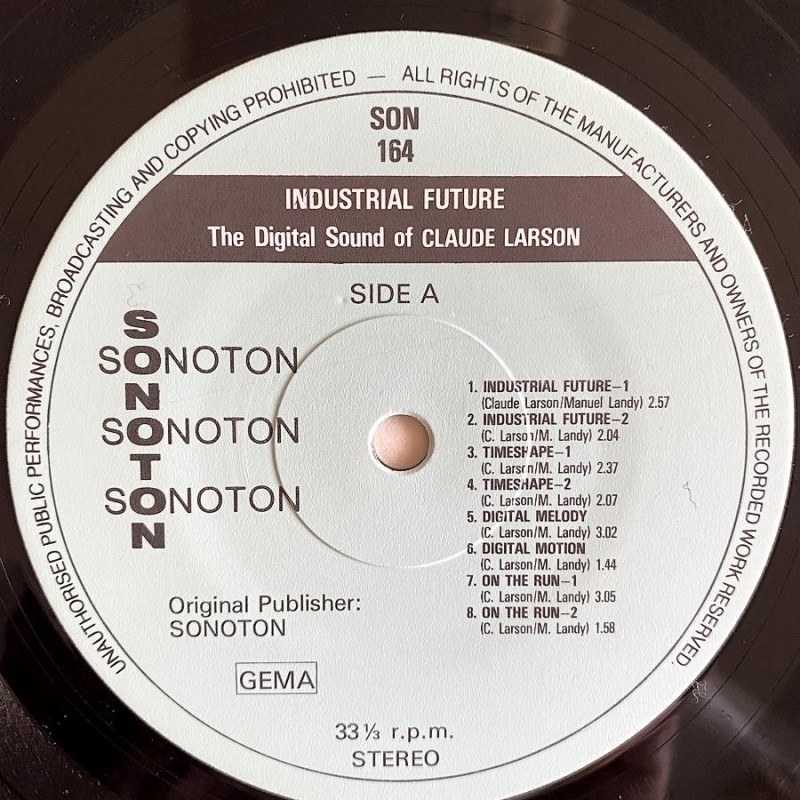 UNAUTHORISED PUBLIC PERFORMANCES, BROADCASTING AND COPYING PROHIBITED — ALL RIGHTS OF THE MANUFACTURERS AND OWNERS OF THE RECORDED WORK RESERVED.
SON
164
INDUSTRIAL FUTURE
The Digital Sound of CLAUDE LARSON
SIDE A
SONOTON
SONOTON
SONOTON
SONOTON
1. INDUSTRIAL FUTURE–1
(Claude Larson/Manuel Landy) 2.57
2. INDUSTRIAL FUTURE–2
(C. Larson/M. Landy) 2.04
3. TIMESHAPE–1
(C. Larson/M. Landy) 2.37
4. TIMESHAPE–2
(C. Larson/M. Landy) 2.07
5. DIGITAL MELODY
(C. Larson/M. Landy) 3.02
6. DIGITAL MOTION
(C. Larson/M. Landy) 1.44
7. ON THE RUN–1
(C. Larson/M. Landy) 3.05
8. ON THE RUN–2
(C. Larson/M. Landy) 1.58
Original Publisher:
SONOTON
GEMA
33 ⅓ r.p.m.
STEREO